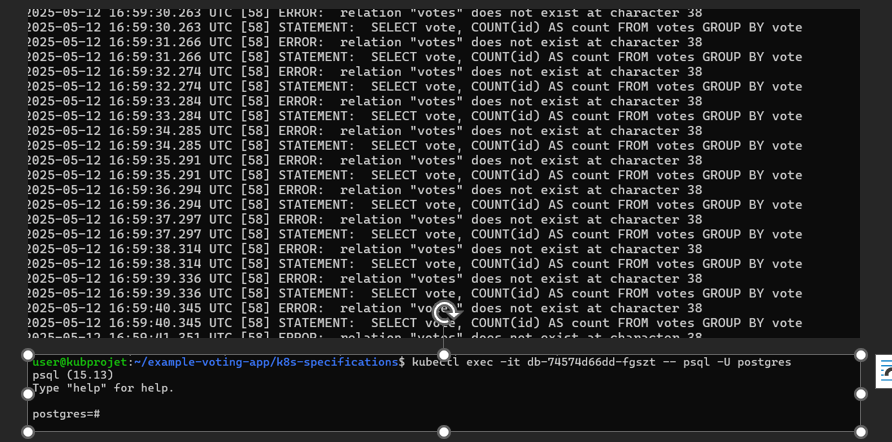 2025-05-12 16:59:30.263 UTC [58] ERROR:  relation "votes" does not exist at character 38
2025-05-12 16:59:30.263 UTC [58] STATEMENT:  SELECT vote, COUNT(id) AS count FROM votes GROUP BY vote
2025-05-12 16:59:31.266 UTC [58] ERROR:  relation "votes" does not exist at character 38
2025-05-12 16:59:31.266 UTC [58] STATEMENT:  SELECT vote, COUNT(id) AS count FROM votes GROUP BY vote
2025-05-12 16:59:32.274 UTC [58] ERROR:  relation "votes" does not exist at character 38
2025-05-12 16:59:32.274 UTC [58] STATEMENT:  SELECT vote, COUNT(id) AS count FROM votes GROUP BY vote
2025-05-12 16:59:33.284 UTC [58] ERROR:  relation "votes" does not exist at character 38
2025-05-12 16:59:33.284 UTC [58] STATEMENT:  SELECT vote, COUNT(id) AS count FROM votes GROUP BY vote
2025-05-12 16:59:34.285 UTC [58] ERROR:  relation "votes" does not exist at character 38
2025-05-12 16:59:34.285 UTC [58] STATEMENT:  SELECT vote, COUNT(id) AS count FROM votes GROUP BY vote
2025-05-12 16:59:35.291 UTC [58] ERROR:  relation "votes" does not exist at character 38
2025-05-12 16:59:35.291 UTC [58] STATEMENT:  SELECT vote, COUNT(id) AS count FROM votes GROUP BY vote
2025-05-12 16:59:36.294 UTC [58] ERROR:  relation "votes" does not exist at character 38
2025-05-12 16:59:36.294 UTC [58] STATEMENT:  SELECT vote, COUNT(id) AS count FROM votes GROUP BY vote
2025-05-12 16:59:37.297 UTC [58] ERROR:  relation "votes" does not exist at character 38
2025-05-12 16:59:37.297 UTC [58] STATEMENT:  SELECT vote, COUNT(id) AS count FROM votes GROUP BY vote
2025-05-12 16:59:38.314 UTC [58] ERROR:  relation "votes" does not exist at character 38
2025-05-12 16:59:38.314 UTC [58] STATEMENT:  SELECT vote, COUNT(id) AS count FROM votes GROUP BY vote
2025-05-12 16:59:39.336 UTC [58] ERROR:  relation "votes" does not exist at character 38
2025-05-12 16:59:39.336 UTC [58] STATEMENT:  SELECT vote, COUNT(id) AS count FROM votes GROUP BY vote
2025-05-12 16:59:40.345 UTC [58] ERROR:  relation "votes" does not exist at character 38
2025-05-12 16:59:40.345 UTC [58] STATEMENT:  SELECT vote, COUNT(id) AS count FROM votes GROUP BY vote
2025-05-12 16:59:41.351 UTC [58] ERROR:  relation "votes" does not exist at character 38
user@kubprojet:~/example-voting-app/k8s-specifications$ kubectl exec -it db-74574d66dd-fgszt -- psql -U postgres
psql (15.13)
Type "help" for help.
postgres=#